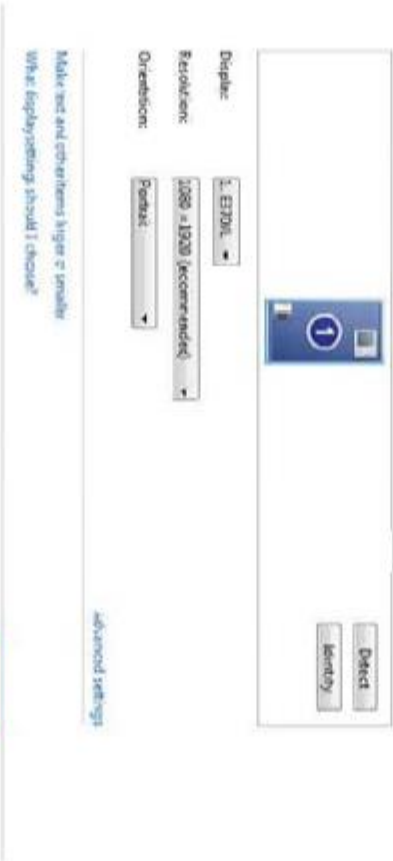 1
Detect
Identify
Display:
Resolution: 1080 × 1920 (recommended)
Orientation: Portrait
Advanced settings
Make text and other items larger or smaller
What display settings should I choose?